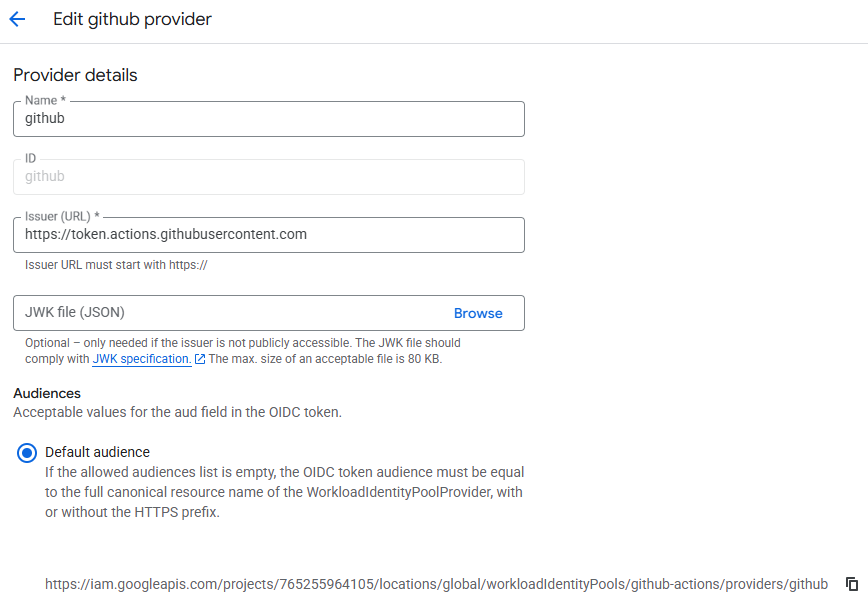 Edit github provider
Provider details
Name *
github
ID
github
Issuer (URL) *
https://token.actions.githubusercontent.com
Issuer URL must start with https://
JWK file (JSON)
Browse
Optional – only needed if the issuer is not publicly accessible. The JWK file should
comply with JWK specification. The max. size of an acceptable file is 80 KB.
Audiences
Acceptable values for the aud field in the OIDC token.
Default audience
If the allowed audiences list is empty, the OIDC token audience must be equal
to the full canonical resource name of the WorkloadIdentityPoolProvider, with
or without the HTTPS prefix.
https://iam.googleapis.com/projects/765255964105/locations/global/workloadIdentityPools/github-actions/providers/github